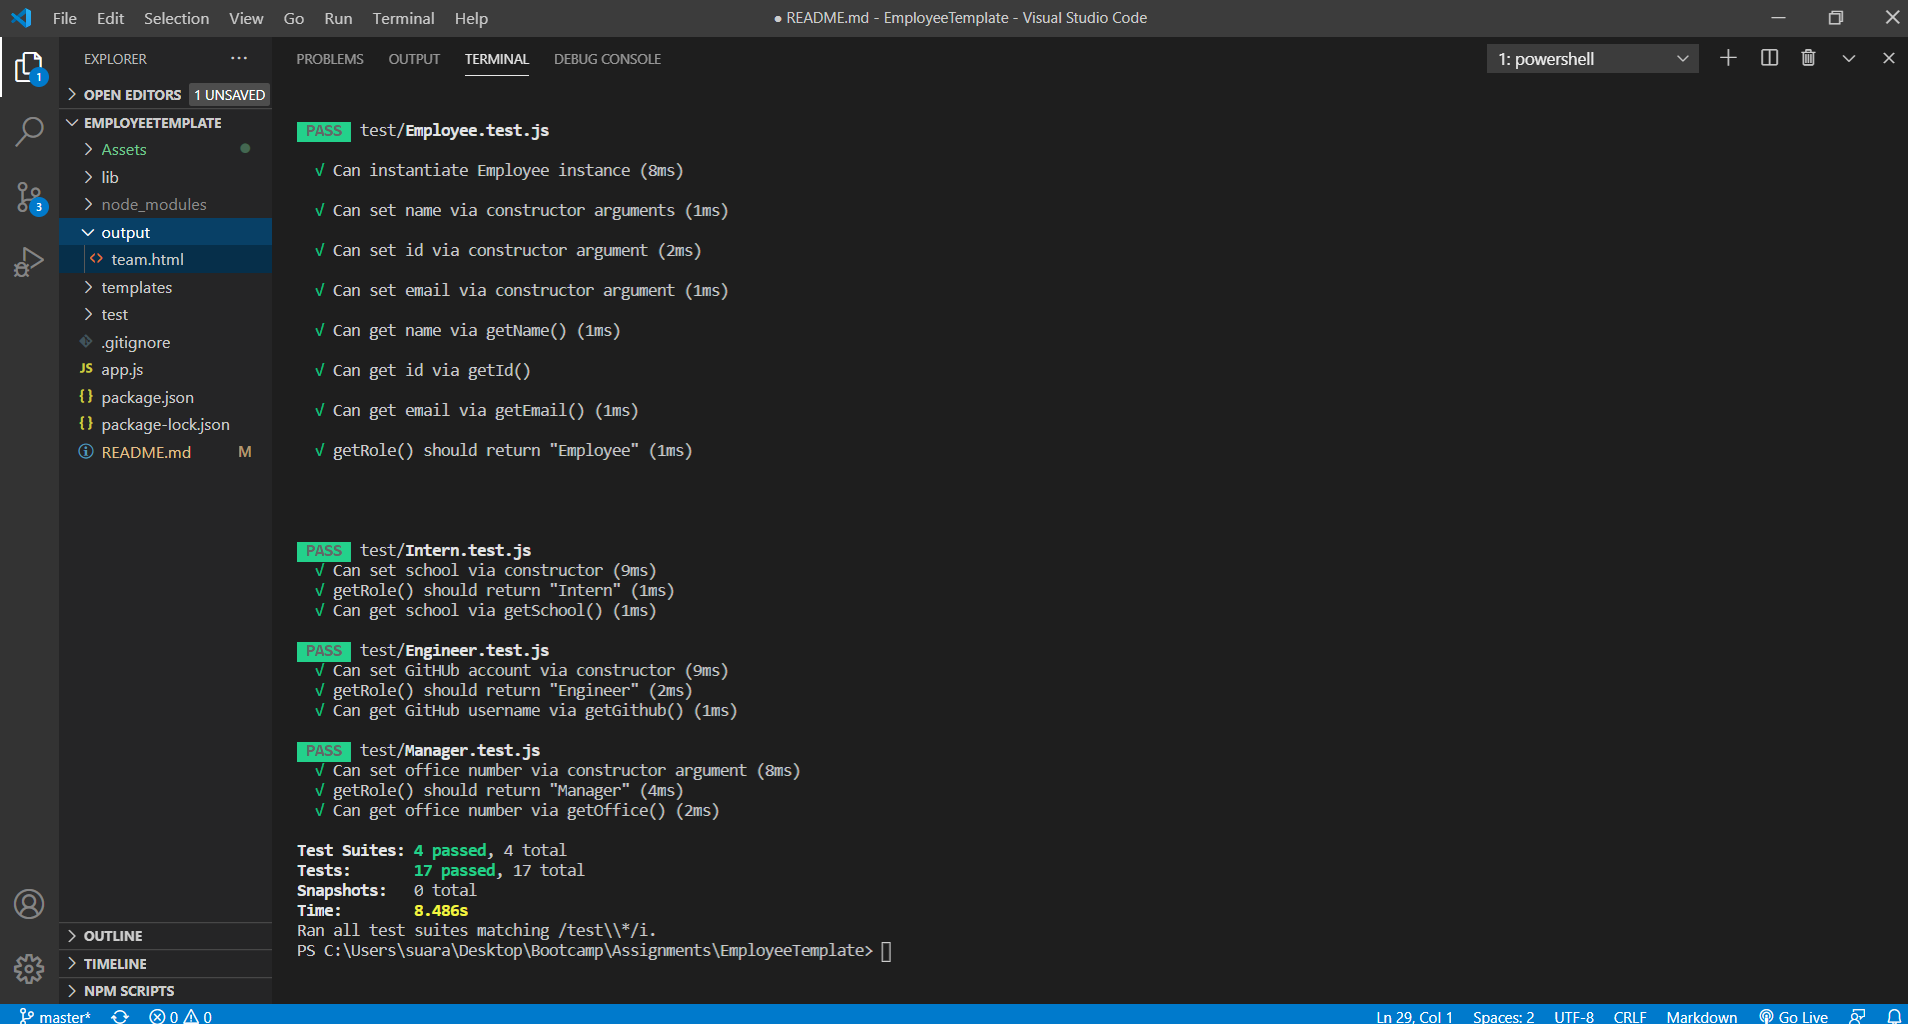 File Edit Selection View Go Run Terminal Help
● README.md - EmployeeTemplate - Visual Studio Code
EXPLORER ...
OPEN EDITORS 1 UNSAVED
EMPLOYEETEMPLATE
Assets
lib
node_modules
output
<> team.html
templates
test
.gitignore
JS app.js
{} package.json
{} package-lock.json
README.md M
OUTLINE
TIMELINE
NPM SCRIPTS
1
3
PROBLEMS OUTPUT TERMINAL DEBUG CONSOLE
1: powershell
PASS test/Employee.test.js
√ Can instantiate Employee instance (8ms)
√ Can set name via constructor arguments (1ms)
√ Can set id via constructor argument (2ms)
√ Can set email via constructor argument (1ms)
√ Can get name via getName() (1ms)
√ Can get id via getId()
√ Can get email via getEmail() (1ms)
√ getRole() should return "Employee" (1ms)
PASS test/Intern.test.js
√ Can set school via constructor (9ms)
√ getRole() should return "Intern" (1ms)
√ Can get school via getSchool() (1ms)
PASS test/Engineer.test.js
√ Can set GitHUb account via constructor (9ms)
√ getRole() should return "Engineer" (2ms)
√ Can get GitHub username via getGithub() (1ms)
PASS test/Manager.test.js
√ Can set office number via constructor argument (8ms)
√ getRole() should return "Manager" (4ms)
√ Can get office number via getOffice() (2ms)
Test Suites: 4 passed, 4 total
Tests: 17 passed, 17 total
Snapshots: 0 total
Time: 8.486s
Ran all test suites matching /test\\*/i.
PS C:\Users\suara\Desktop\Bootcamp\Assignments\EmployeeTemplate>
master* 0 0
Ln 29, Col 1 Spaces: 2 UTF-8 CRLF Markdown Go Live